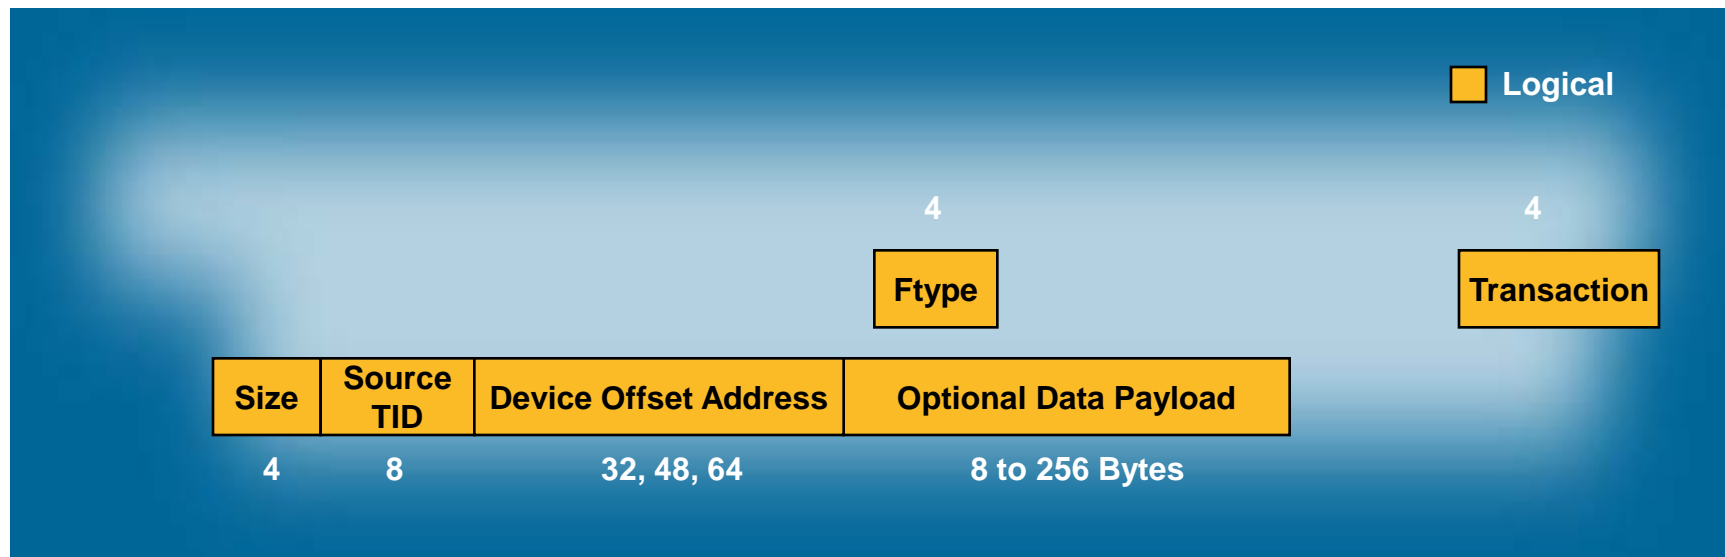 Logical
4
4
Ftype
Transaction
Size
Source
TID
Device Offset Address
Optional Data Payload
4
8
32, 48, 64
8 to 256 Bytes